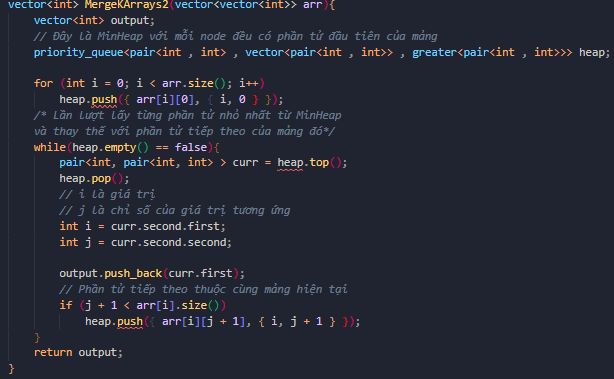 vector<int> MergeKArrays2(vector<vector<int>> arr){
    vector<int> output;
    // Đây là MinHeap với mỗi node đều có phần tử đầu tiên của mảng
    priority_queue<pair<int , int> , vector<pair<int , int>> , greater<pair<int , int>>> heap;

    for (int i = 0; i < arr.size(); i++)
        heap.push({ arr[i][0], { i, 0 } });
    /* Lần lượt lấy từng phần tử nhỏ nhất từ MinHeap
    và thay thế với phần tử tiếp theo của mảng đó*/
    while(heap.empty() == false){
        pair<int, pair<int, int> > curr = heap.top();
        heap.pop();
        // i là giá trị
        // j là chỉ số của giá trị tương ứng
        int i = curr.second.first;
        int j = curr.second.second;

        output.push_back(curr.first);
        // Phần tử tiếp theo thuộc cùng mảng hiện tại
        if (j + 1 < arr[i].size())
            heap.push({ arr[i][j + 1], { i, j + 1 } });
    }
    return output;
}